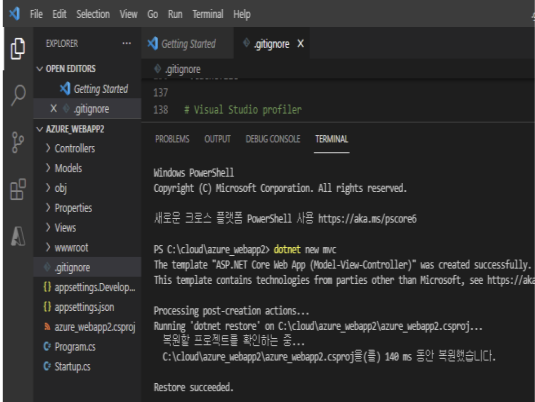 File Edit Selection View Go Run Terminal Help
EXPLORER ...
OPEN EDITORS
Getting Started
X .gitignore
AZURE_WEBAPP2
Controllers
Models
obj
Properties
Views
wwwroot
.gitignore
{} appsettings.Develop...
{} appsettings.json
azure_webapp2.csproj
C# Program.cs
C# Startup.cs
Getting Started .gitignore X
.gitignore
137
138 # Visual Studio profiler
PROBLEMS OUTPUT DEBUG CONSOLE TERMINAL
Windows PowerShell
Copyright (C) Microsoft Corporation. All rights reserved.
새로운 크로스 플랫폼 PowerShell 사용 https://aka.ms/pscore6
PS C:\cloud\azure_webapp2> dotnet new mvc
The template "ASP.NET Core Web App (Model-View-Controller)" was created successfully.
This template contains technologies from parties other than Microsoft, see https://aka
Processing post-creation actions...
Running 'dotnet restore' on C:\cloud\azure_webapp2\azure_webapp2.csproj...
복원할 프로젝트를 확인하는 중...
C:\cloud\azure_webapp2\azure_webapp2.csproj을(를) 140 ms 동안 복원했습니다.
Restore succeeded.